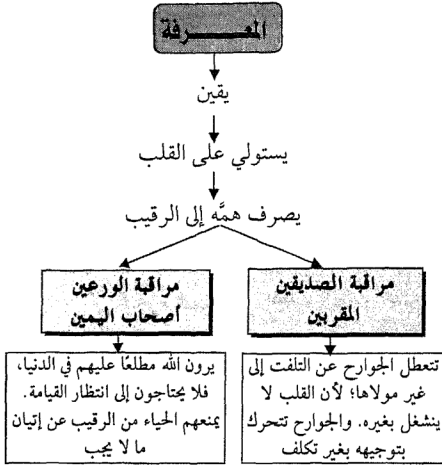 المعـــــرفة
يقين
يستولي على القلب
يصرف همَّه إلى الرقيب
مراقبة الصديقين
المقربين
مراقبة الورعين
أصحاب اليمين
تتعطل الجوارح عن التلفت إلى
غير مولاها؛ لأن القلب لا
ينشغل بغيره. والجوارح تتحرك
بتوجيهه بغير تكلف
يرون الله مطلعًا عليهم في الدنيا،
فلا يحتاجون إلى انتظار القيامة.
يمنعهم الحياء من الرقيب عن إتيان
ما لا يجب